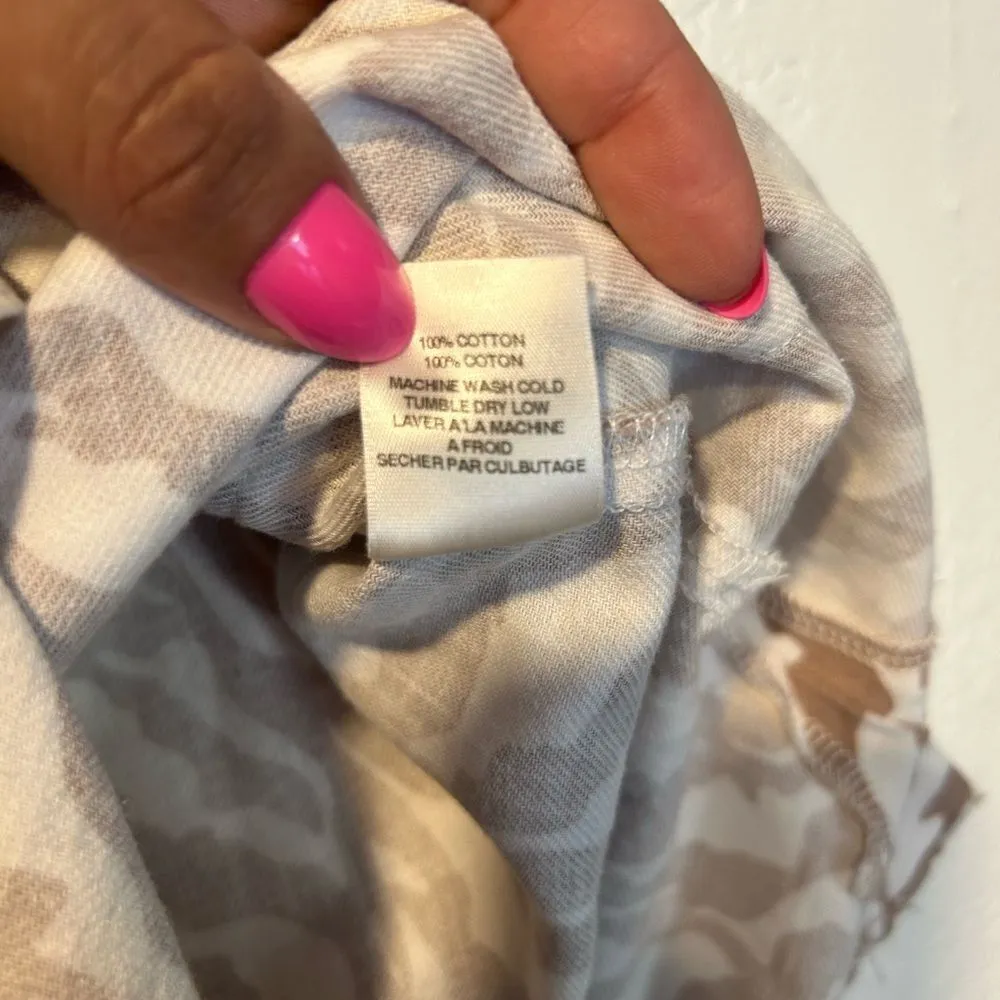 100% COTTON
100% COTON
MACHINE WASH COLD
TUMBLE DRY LOW
LAVER A LA MACHINE
A FROID
SECHER PAR CULBUTAGE